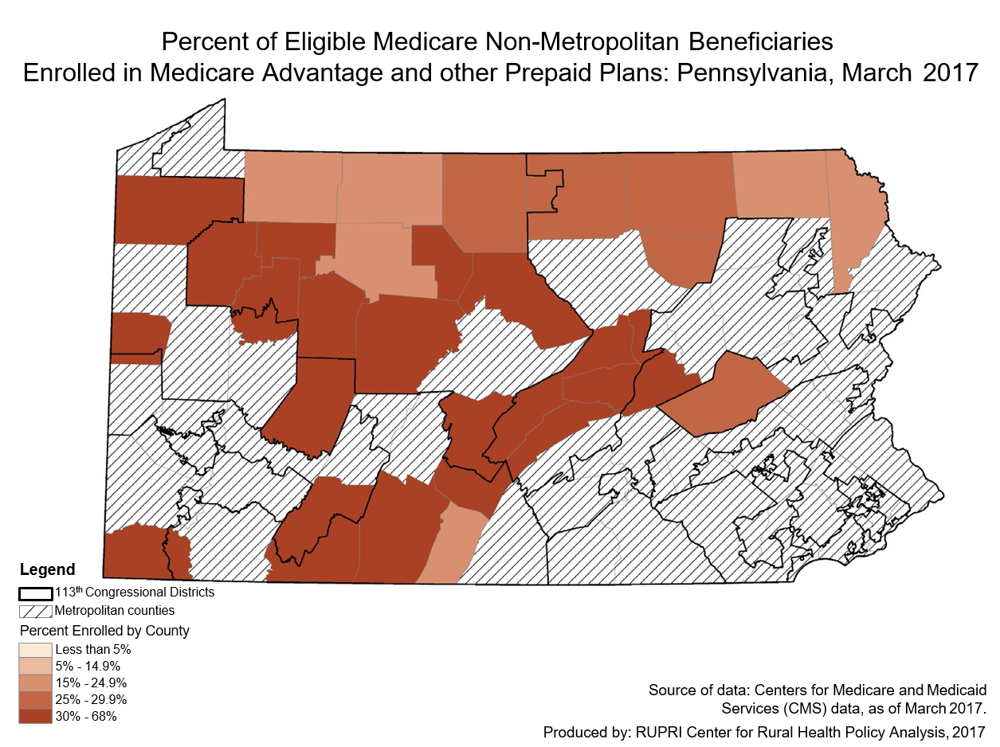 Percent of Eligible Medicare Non-Metropolitan Beneficiaries
Enrolled in Medicare Advantage and other Prepaid Plans: Pennsylvania, March 2017
Legend
113th Congressional Districts
Metropolitan counties
Percent Enrolled by County
Less than 5%
5% - 14.9%
15% - 24.9%
25% - 29.9%
30% - 68%
Source of data: Centers for Medicare and Medicaid
Services (CMS) data, as of March 2017.
Produced by: RUPRI Center for Rural Health Policy Analysis, 2017